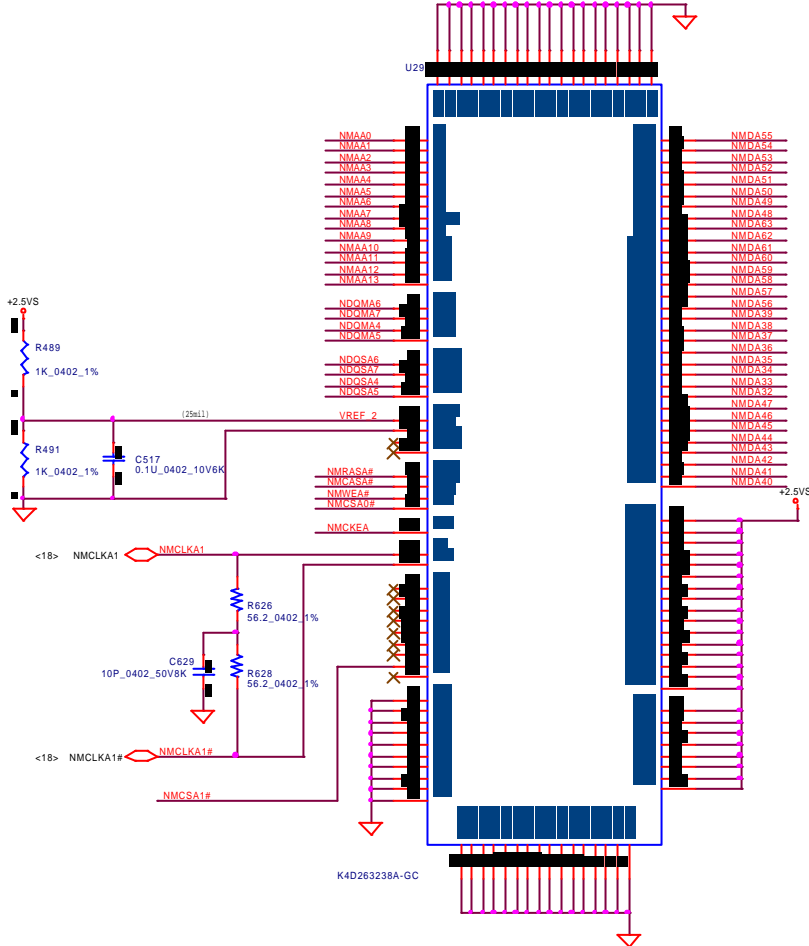 U29
NMAA0
NMAA1
NMAA2
NMAA3
NMAA4
NMAA5
NMAA6
NMAA7
NMAA8
NMAA9
NMAA10
NMAA11
NMAA12
NMAA13
NDQMA6
NDQMA7
NDQMA4
NDQMA5
NDQSA6
NDQSA7
NDQSA4
NDQSA5
+2.5VS
R489
1K_0402_1%
(25mil)
VREF_2
R491
1K_0402_1%
C517
0.1U_0402_10V6K
NMRASA#
NMCASA#
NMWEA#
NMCSA0#
NMCKEA
<18> NMCLKA1
NMCLKA1
R626
56.2_0402_1%
C629
10P_0402_50V8K
R628
56.2_0402_1%
<18> NMCLKA1#
NMCLKA1#
NMCSA1#
K4D263238A-GC
NMDA55
NMDA54
NMDA53
NMDA52
NMDA51
NMDA50
NMDA49
NMDA48
NMDA63
NMDA62
NMDA61
NMDA60
NMDA59
NMDA58
NMDA57
NMDA56
NMDA39
NMDA38
NMDA37
NMDA36
NMDA35
NMDA34
NMDA33
NMDA32
NMDA47
NMDA46
NMDA45
NMDA44
NMDA43
NMDA42
NMDA41
NMDA40
+2.5VS